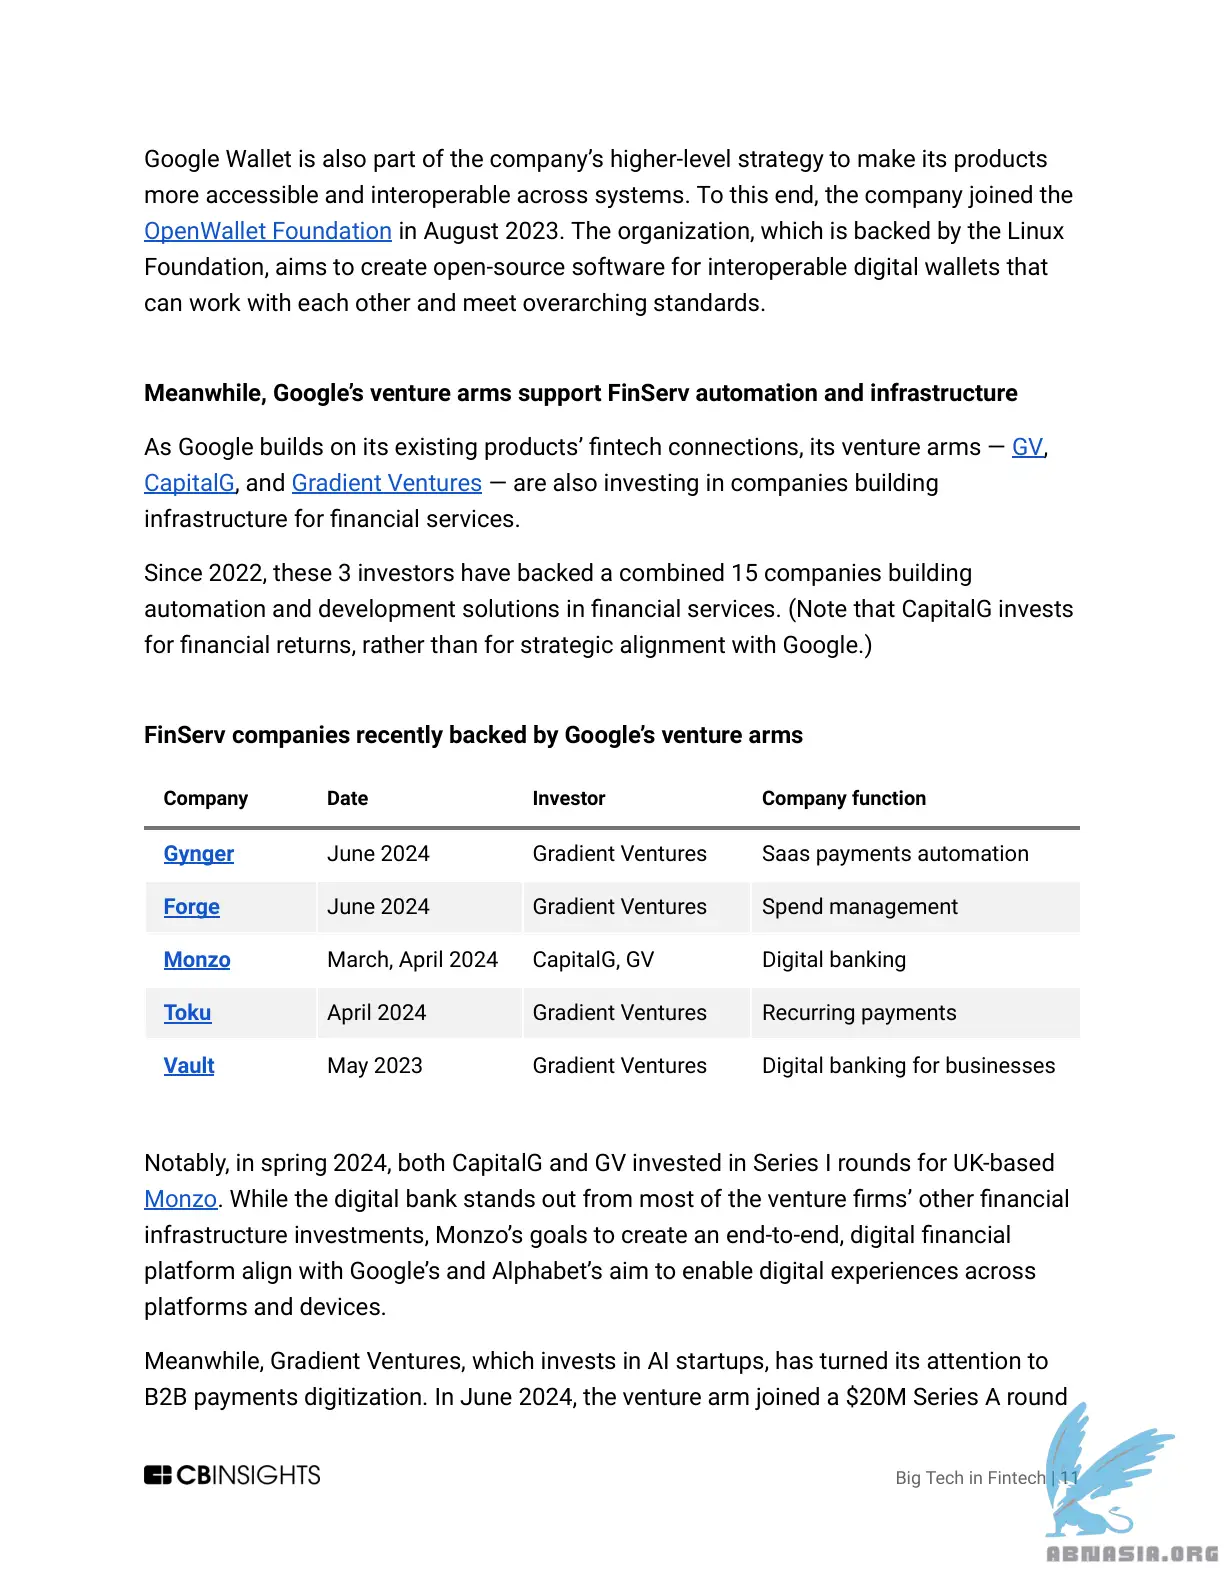 Google Wallet is also part of the company’s higher-level strategy to make its products
more accessible and interoperable across systems. To this end, the company joined the
OpenWallet Foundation in August 2023. The organization, which is backed by the Linux
Foundation, aims to create open-source software for interoperable digital wallets that
can work with each other and meet overarching standards.
Meanwhile, Google’s venture arms support FinServ automation and infrastructure
As Google builds on its existing products’ fintech connections, its venture arms — GV,
CapitalG, and Gradient Ventures — are also investing in companies building
infrastructure for financial services.
Since 2022, these 3 investors have backed a combined 15 companies building
automation and development solutions in financial services. (Note that CapitalG invests
for financial returns, rather than for strategic alignment with Google.)
FinServ companies recently backed by Google’s venture arms
Company Date Investor Company function
Gynger June 2024 Gradient Ventures Saas payments automation
Forge June 2024 Gradient Ventures Spend management
Monzo March, April 2024 CapitalG, GV Digital banking
Toku April 2024 Gradient Ventures Recurring payments
Vault May 2023 Gradient Ventures Digital banking for businesses
Notably, in spring 2024, both CapitalG and GV invested in Series I rounds for UK-based
Monzo. While the digital bank stands out from most of the venture firms’ other financial
infrastructure investments, Monzo’s goals to create an end-to-end, digital financial
platform align with Google’s and Alphabet’s aim to enable digital experiences across
platforms and devices.
Meanwhile, Gradient Ventures, which invests in AI startups, has turned its attention to
B2B payments digitization. In June 2024, the venture arm joined a $20M Series A round
CBINSIGHTS
Big Tech in Fintech | 11
ABNASIA.ORG